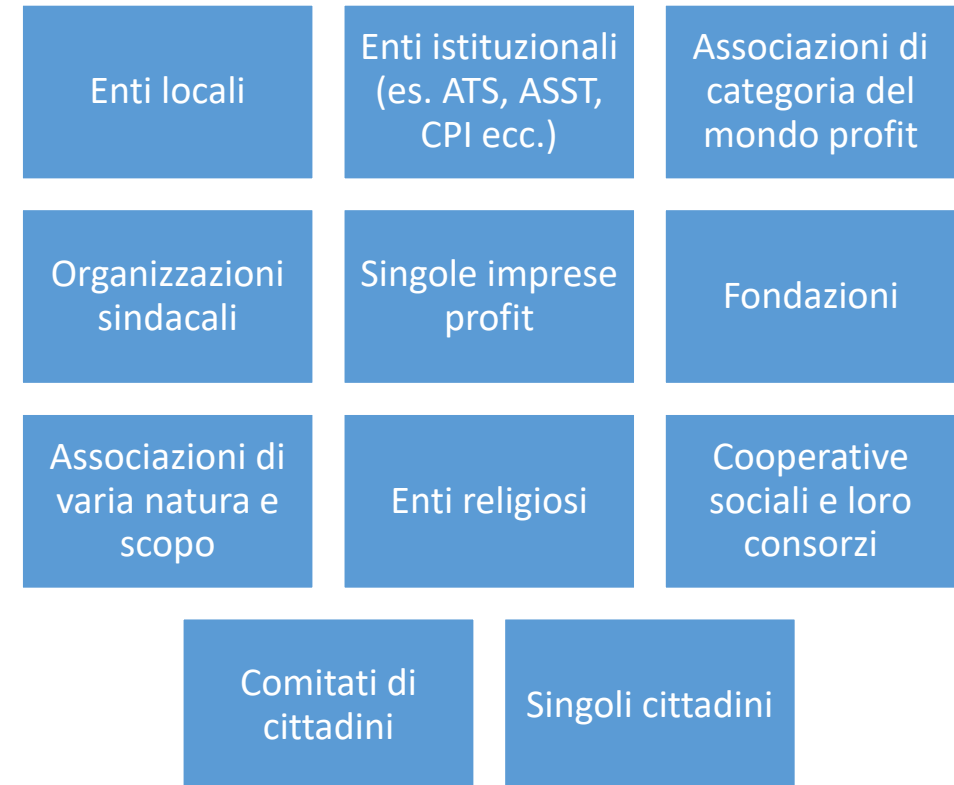 Enti locali
Enti istituzionali
(es. ATS, ASST,
CPI ecc.)
Associazioni di
categoria del
mondo profit
Organizzazioni
sindacali
Singole imprese
profit
Fondazioni
Associazioni di
varia natura e
scopo
Enti religiosi
Cooperative
sociali e loro
consorzi
Comitati di
cittadini
Singoli cittadini